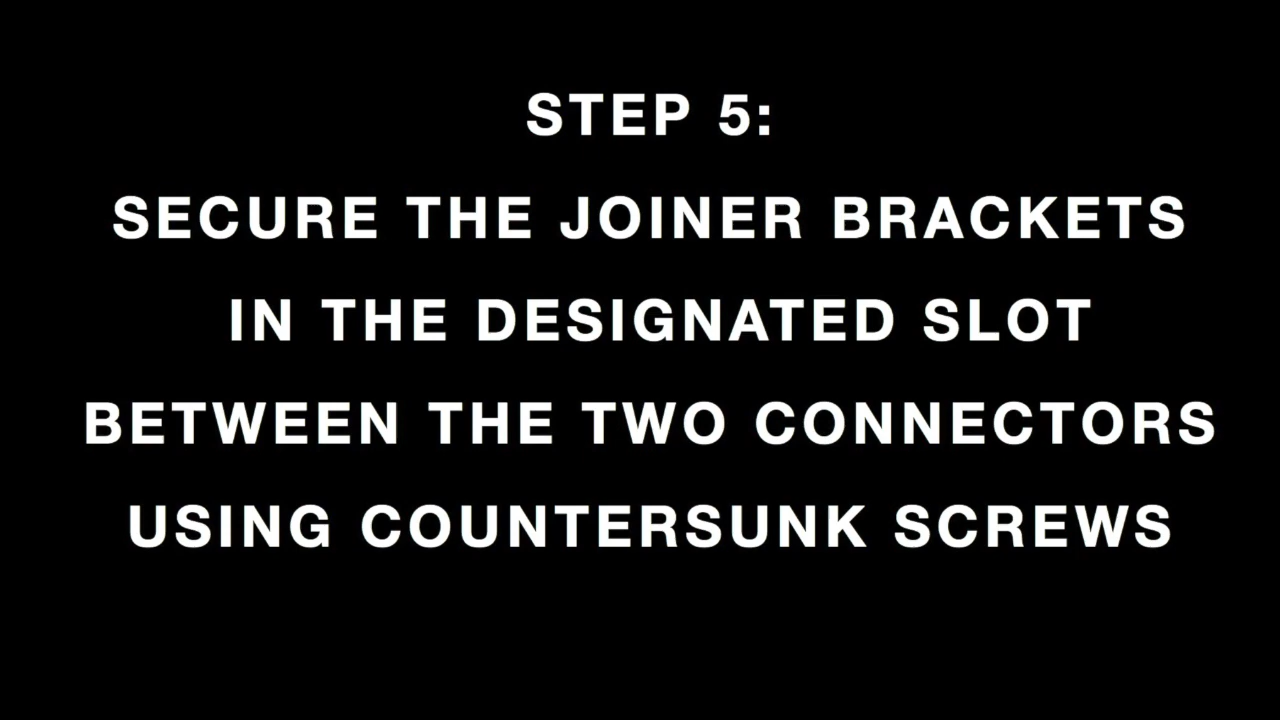 STEP 5:
SECURE THE JOINER BRACKETS
IN THE DESIGNATED SLOT
BETWEEN THE TWO CONNECTORS
USING COUNTERSUNK SCREWS